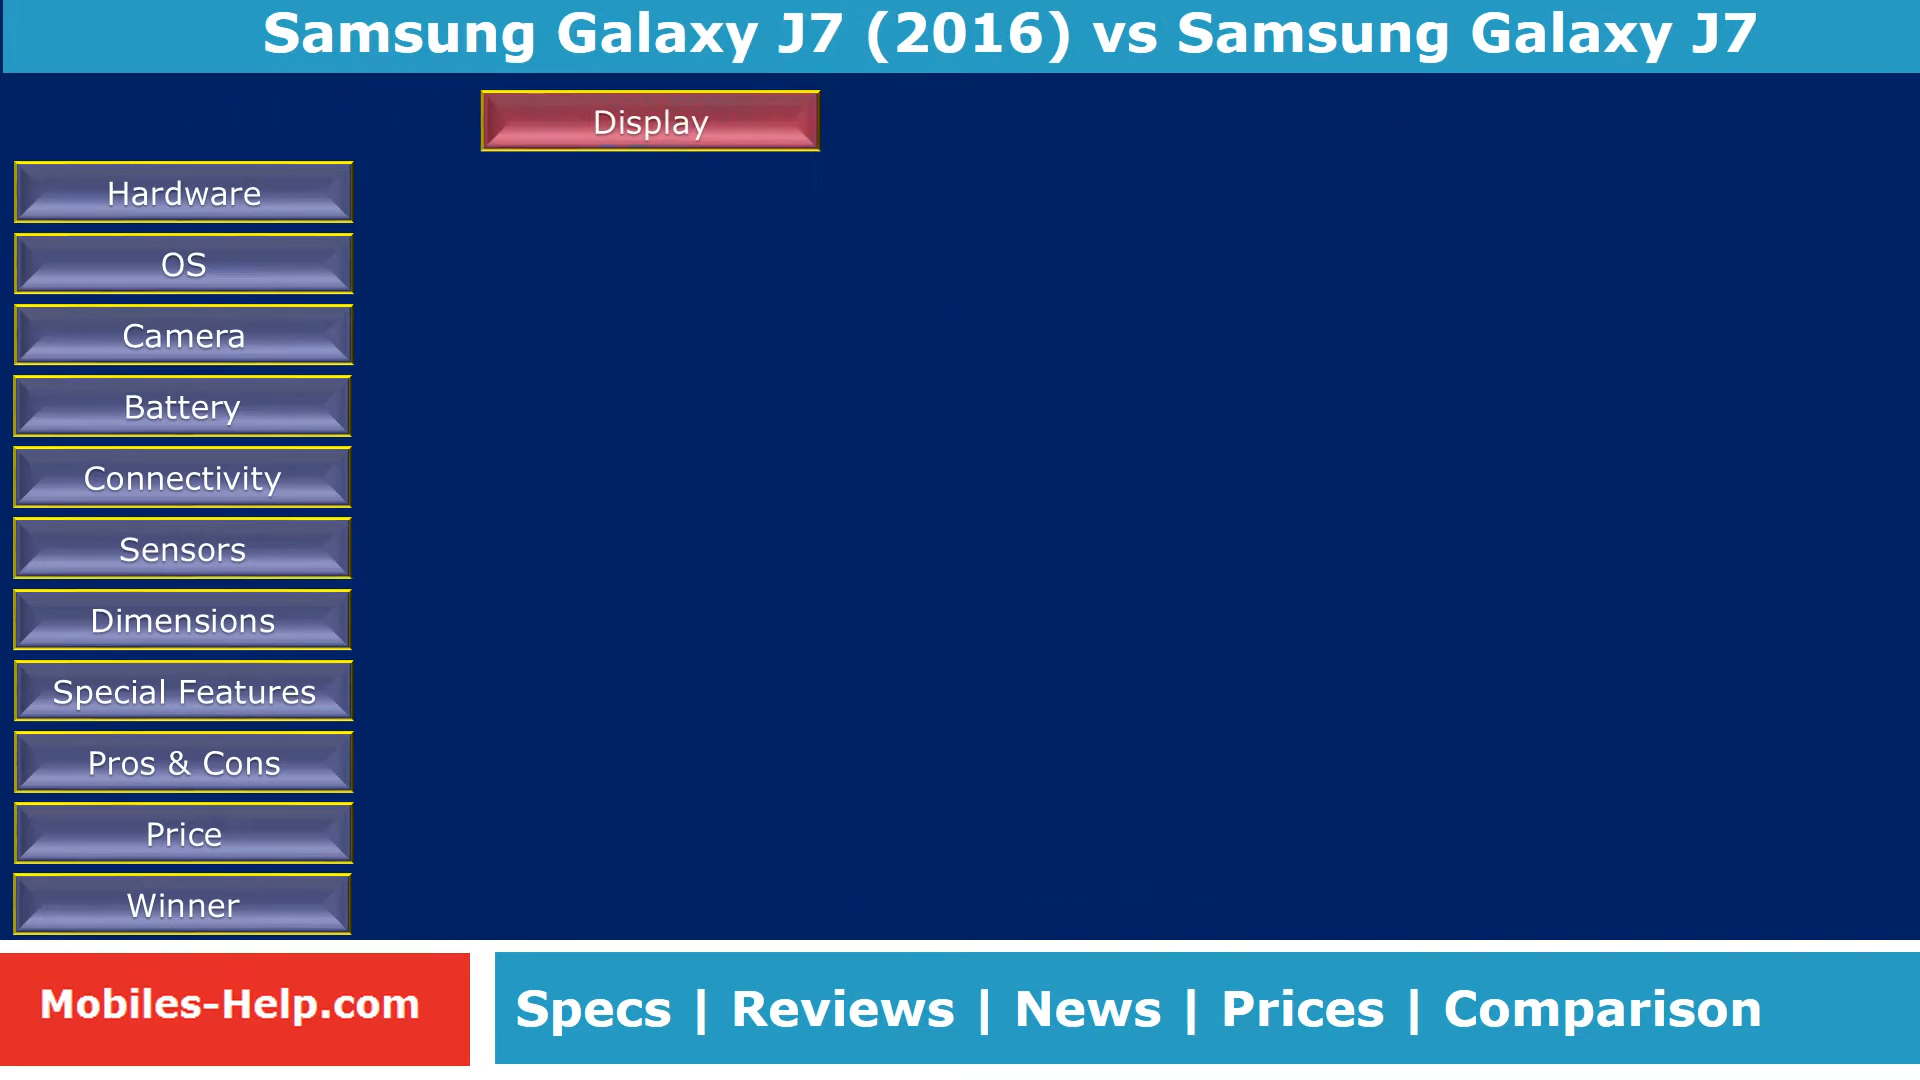 Samsung Galaxy J7 (2016) vs Samsung Galaxy J7
Display
Hardware
OS
Camera
Battery
Connectivity
Sensors
Dimensions
Special Features
Pros & Cons
Price
Winner
Mobiles-Help.com
Specs | Reviews | News | Prices | Comparison